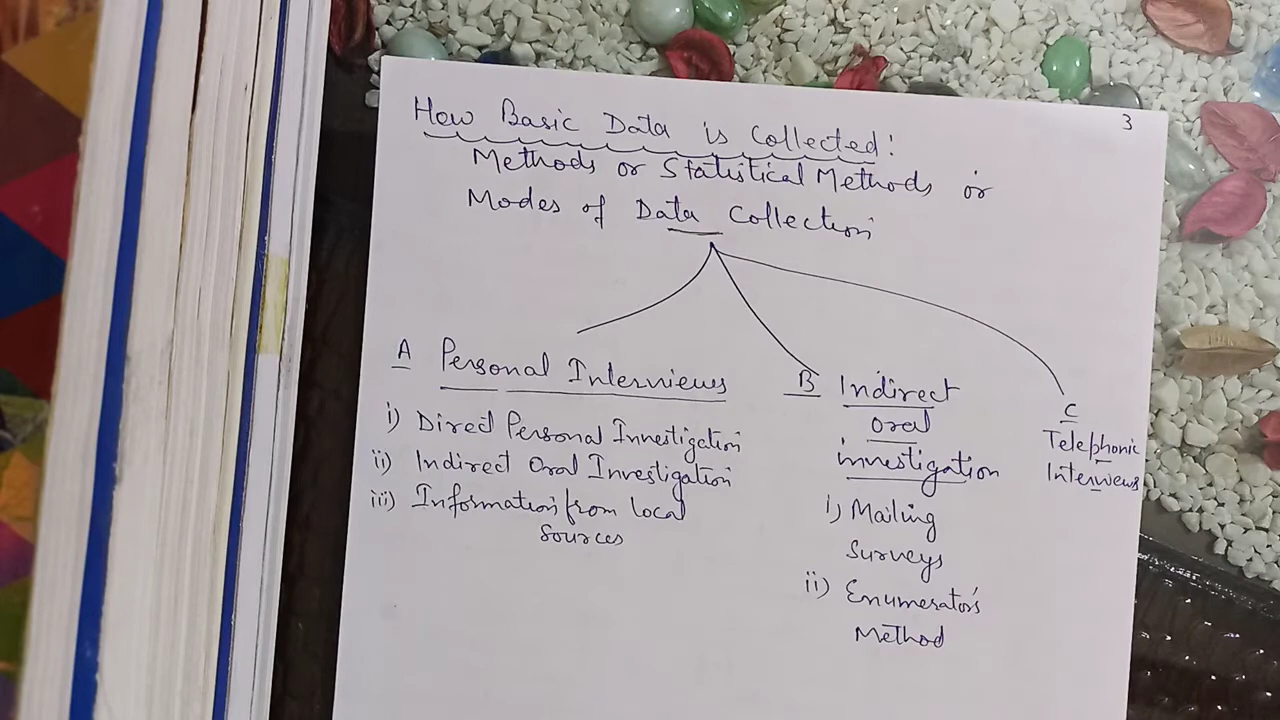 3
How Basic Data is Collected:
Methods or Statistical Methods or
Modes of Data Collection
A Personal Interviews
i) Direct Personal Investigation
ii) Indirect Oral Investigation
iii) Information from local
Sources
B Indirect
oral
investigation
i) Mailing
Surveys
ii) Enumerator's
Method
C
Telephonic
Interviews